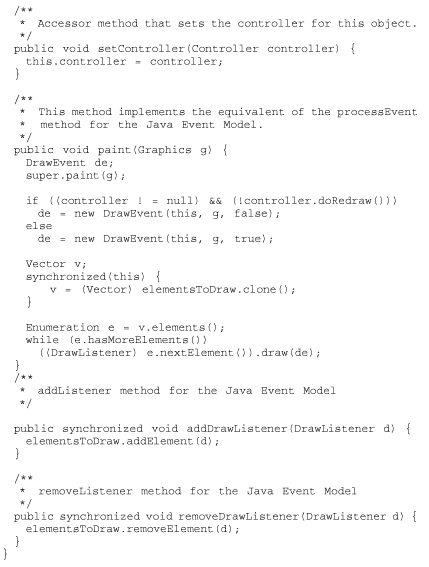 /**
 *  Accessor method that sets the controller for this object.
 */
public void setController(Controller controller) {
  this.controller = controller;
}
/**
 *  This method implements the equivalent of the processEvent
 *  method for the Java Event Model.
 */
public void paint(Graphics g) {
  DrawEvent de;
  super.paint(g);
  if ((controller ! = null) && (!controller.doRedraw()))
    de = new DrawEvent(this, g, false);
  else
    de = new DrawEvent(this, g, true);
  Vector v;
  synchronized(this) {
    v = (Vector) elementsToDraw.clone();
  }
  Enumeration e = v.elements();
  while (e.hasMoreElements())
    ((DrawListener) e.nextElement()).draw(de);
}
/**
 *  addListener method for the Java Event Model
 */
public synchronized void addDrawListener(DrawListener d) {
  elementsToDraw.addElement(d);
}
/**
 *  removeListener method for the Java Event Model
 */
public synchronized void removeDrawListener(DrawListener d) {
  elementsToDraw.removeElement(d);
}
}